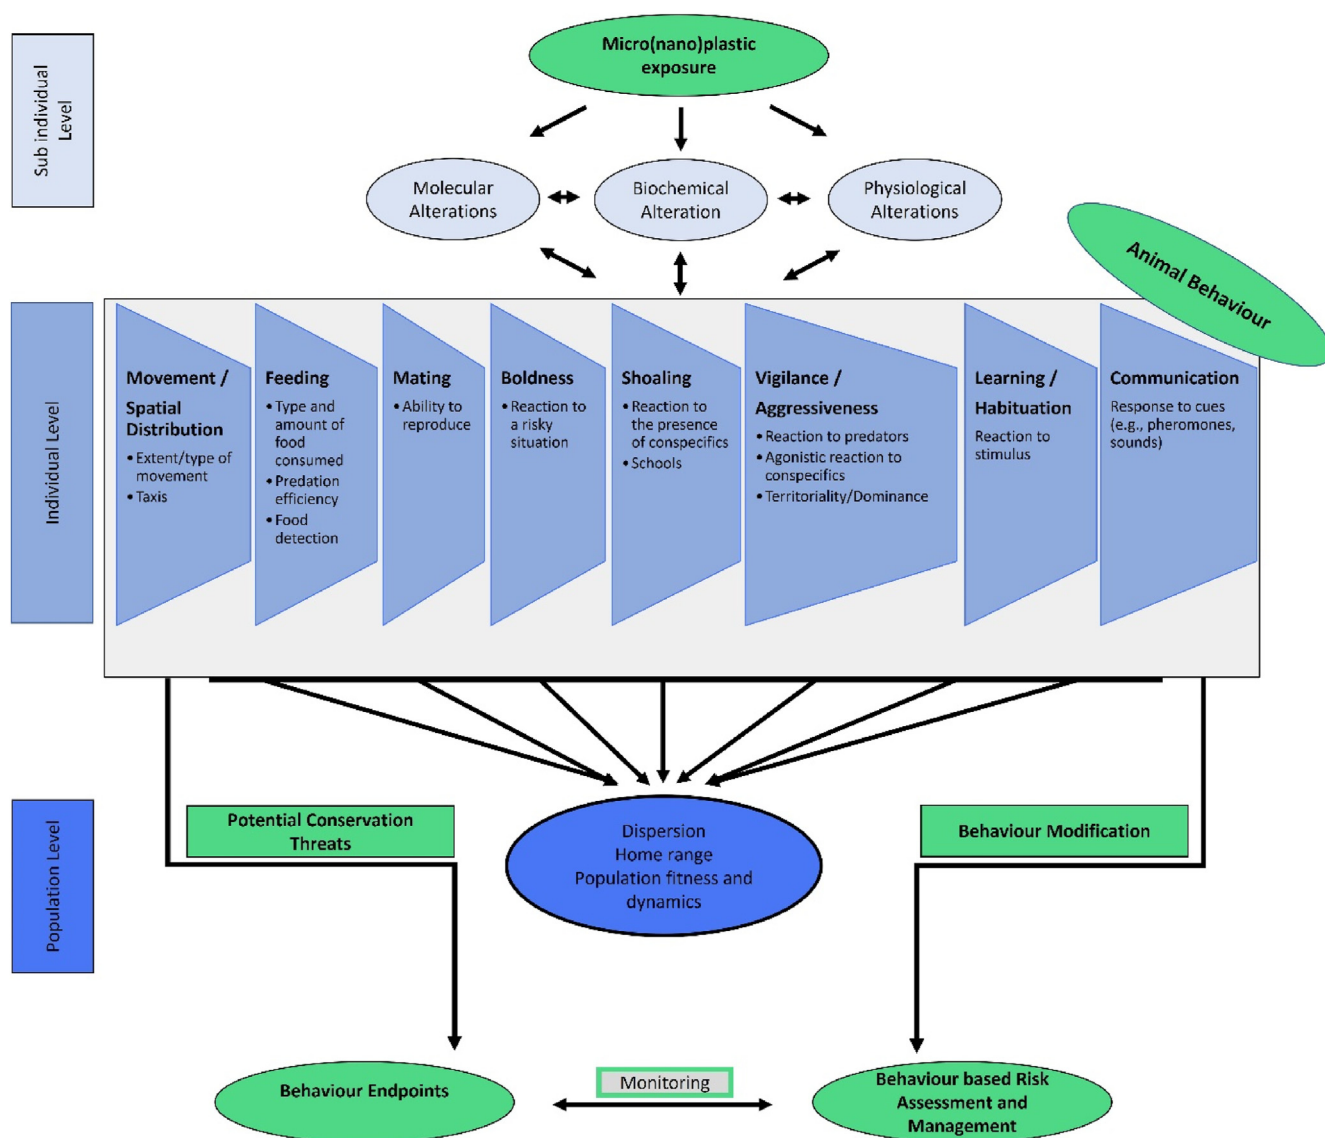 Micro(nano)plastic
exposure
Sub individual
Level
Molecular
Alterations
Biochemical
Alteration
Physiological
Alterations
Animal Behaviour
Individual Level
Movement /
Spatial
Distribution
• Extent/type of
movement
• Taxis
Feeding
• Type and
amount of
food
consumed
• Predation
efficiency
• Food
detection
Mating
• Ability to
reproduce
Boldness
• Reaction to
a risky
situation
Shoaling
• Reaction to
the presence
of conspecifics
• Schools
Vigilance /
Aggressiveness
• Reaction to predators
• Agonistic reaction to
conspecifics
• Territoriality/Dominance
Learning /
Habituation
Reaction to
stimulus
Communication
Response to cues
(e.g., pheromones,
sounds)
Population Level
Potential Conservation
Threats
Dispersion
Home range
Population fitness and
dynamics
Behaviour Modification
Behaviour Endpoints
Monitoring
Behaviour based Risk
Assessment and
Management